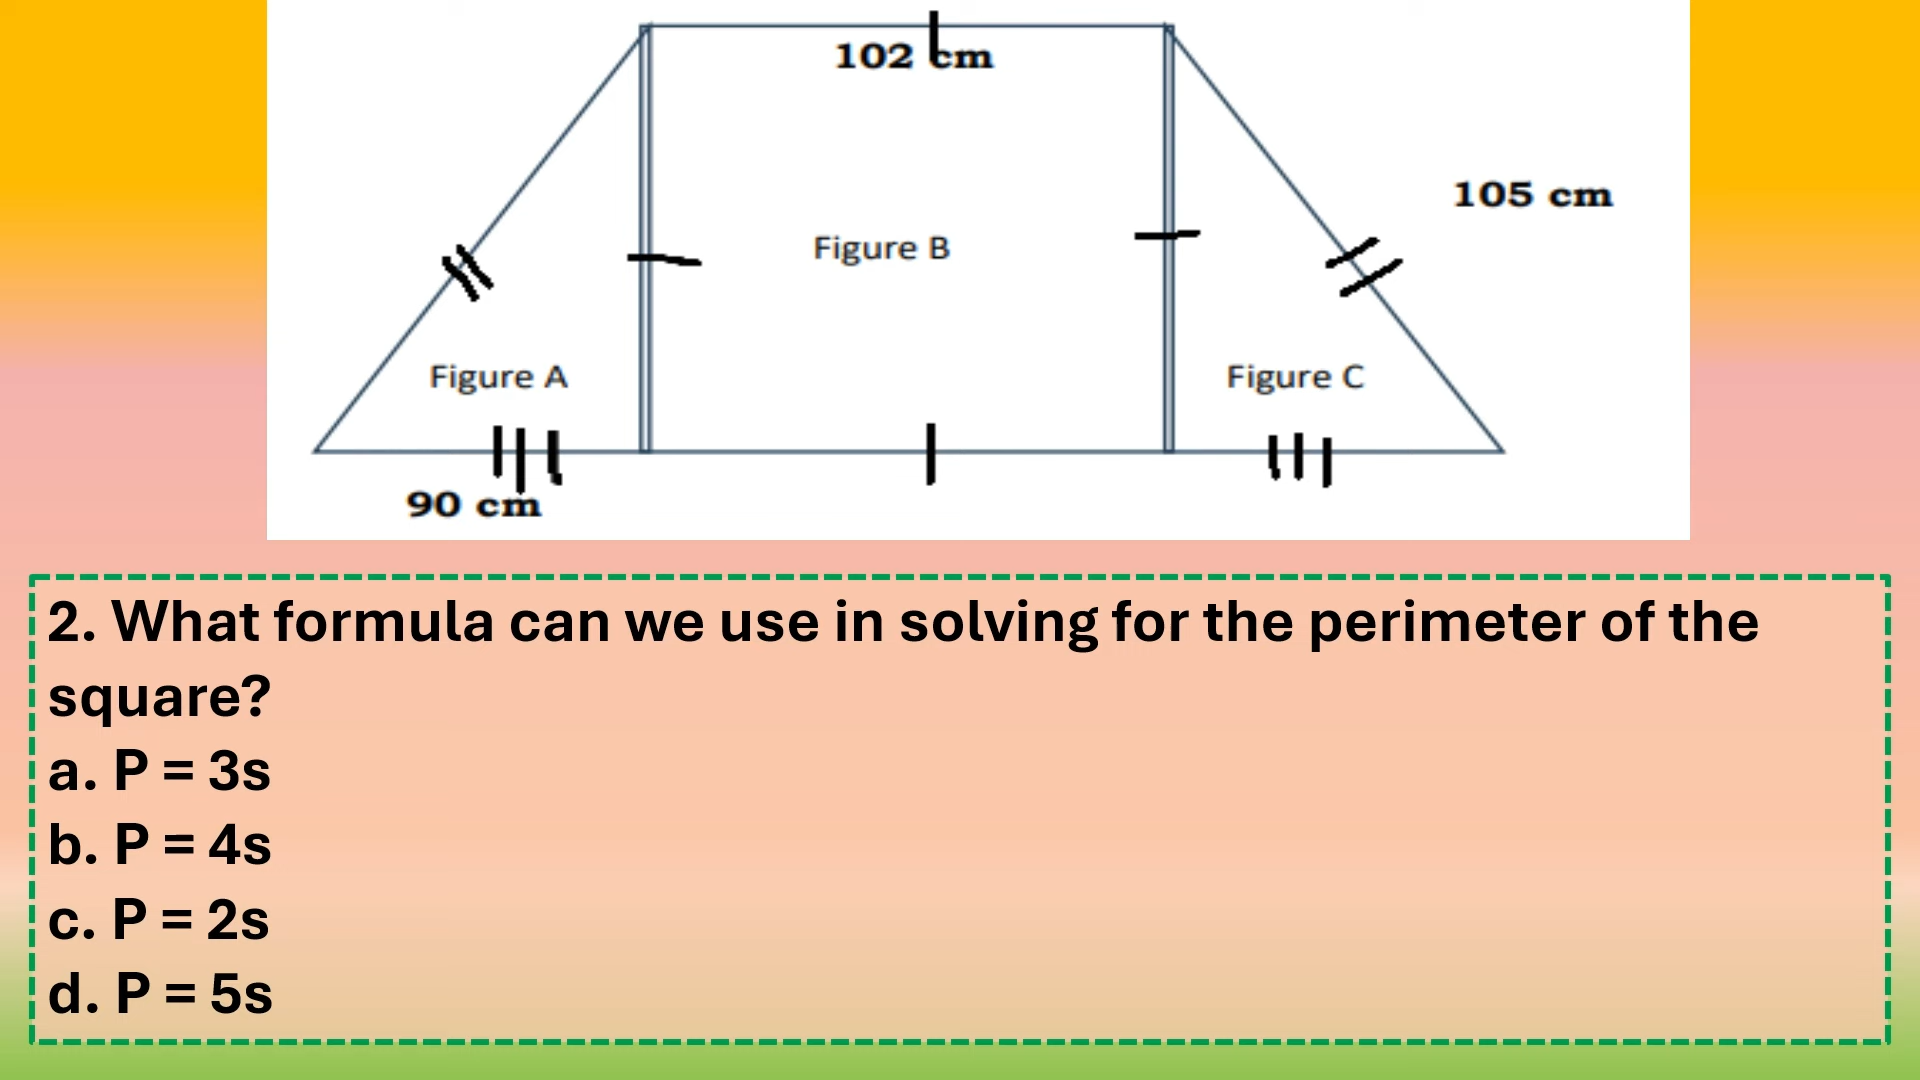 102 cm
105 cm
Figure B
Figure A
Figure C
90 cm
2. What formula can we use in solving for the perimeter of the
square?
a. P = 3s
b. P = 4s
c. P = 2s
d. P = 5s